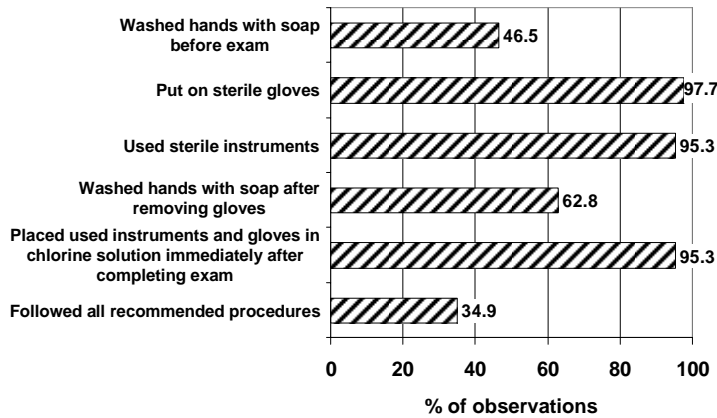 Washed hands with soap
before exam
46.5
Put on sterile gloves
97.7
Used sterile instruments
95.3
Washed hands with soap after
removing gloves
62.8
Placed used instruments and gloves in
chlorine solution immediately after
completing exam
95.3
Followed all recommended procedures
34.9
0 20 40 60 80 100
% of observations